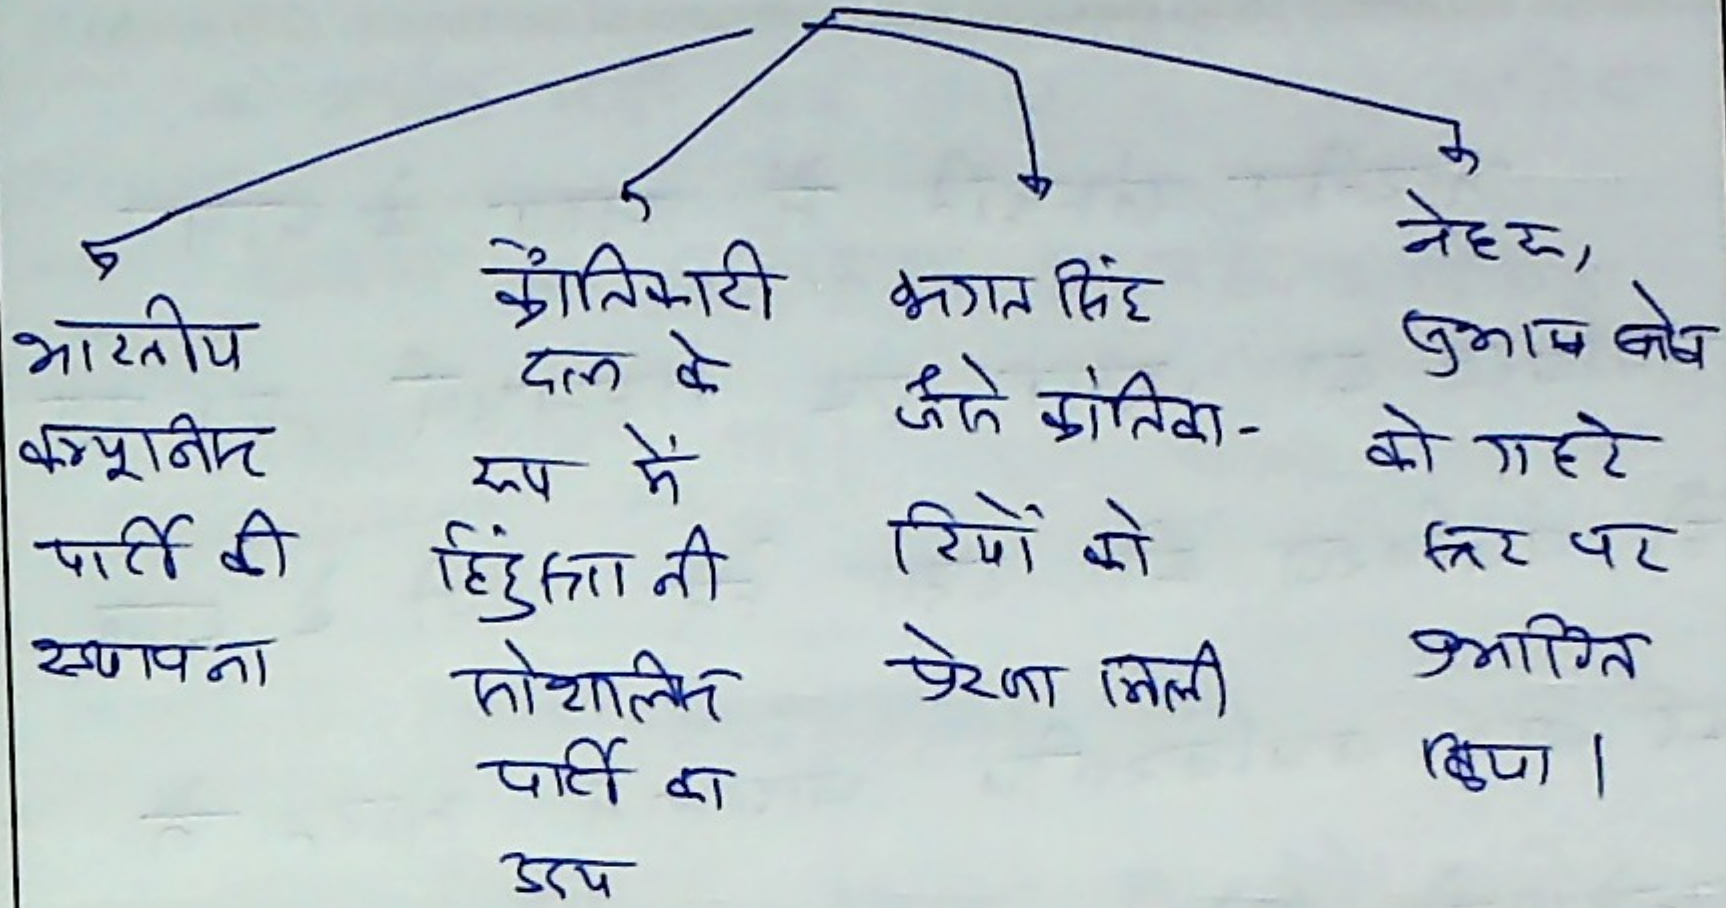 भारतीय
कम्यूनिस्ट
पार्टी की
स्थापना
क्रांतिकारी
दल के
रूप में
हिंदुस्तानी
सोशलिस्ट
पार्टी का
उदय
भगत सिंह
जैसे क्रांतिका-
रियों को
प्रेरणा मिली
नेहरू,
सुभाष बोस
को गहरे
स्तर पर
प्रभावित
किया।